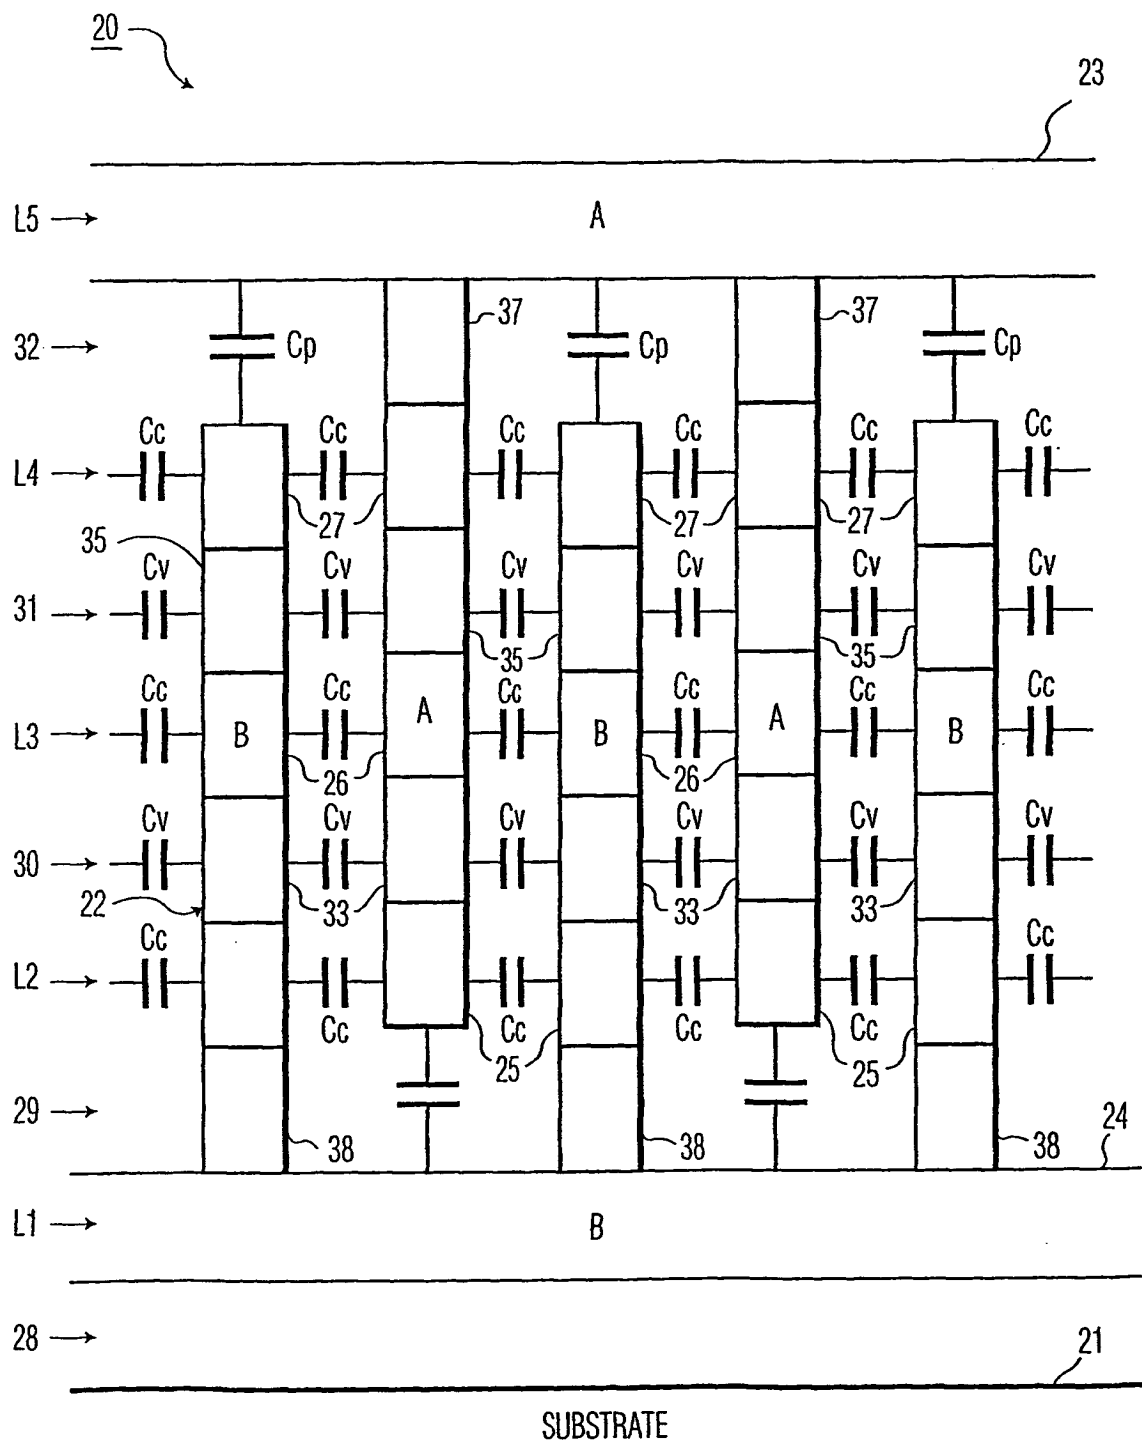 20
23
L5 A
37 37
32 Cp Cp Cp
Cc Cc Cc Cc Cc Cc
L4
27 27 27
35
Cv Cv Cv Cv Cv Cv
31
35 35
Cc Cc Cc Cc Cc Cc
L3 B A B A B
26 26
Cv Cv Cv Cv Cv Cv
30
22 33 33 33
Cc Cc
L2
Cc Cc Cc Cc
25 25
29
38 38 38 24
L1 B
28
21
SUBSTRATE